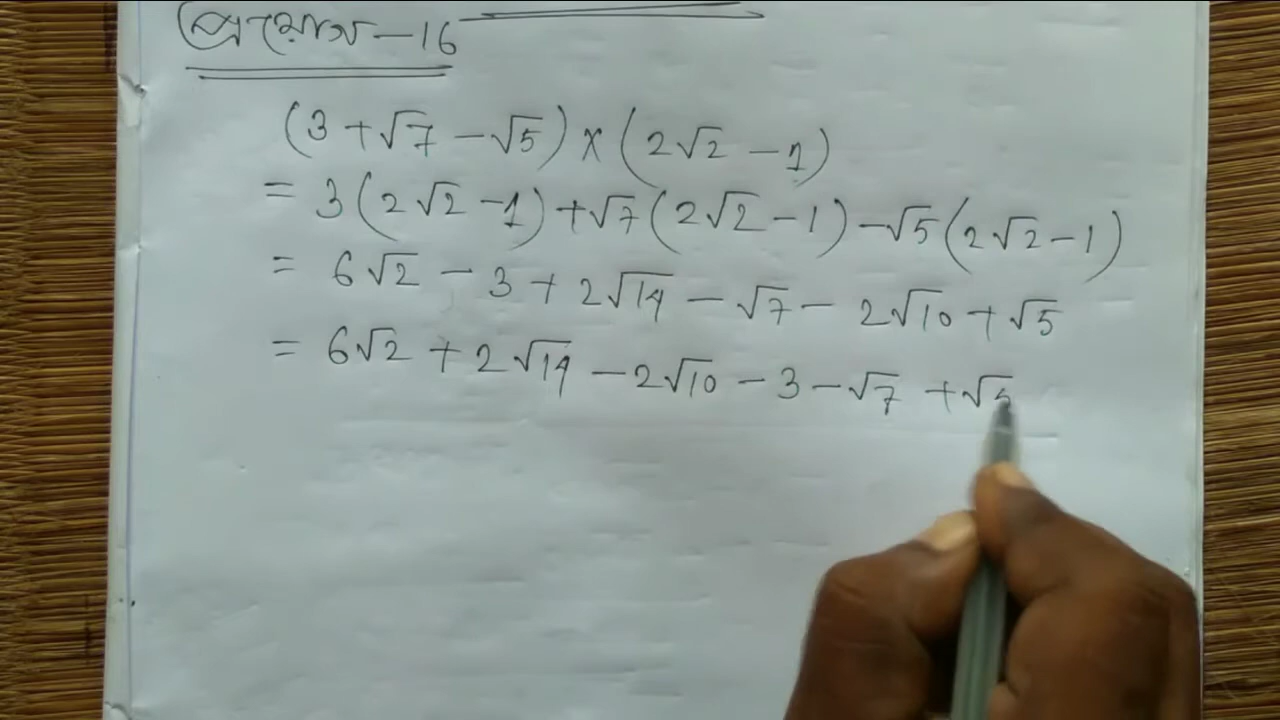 প্রয়োগ – 16
(3 + √7 − √5) × (2√2 − 1)
= 3(2√2 − 1) + √7(2√2 − 1) − √5(2√2 − 1)
= 6√2 − 3 + 2√14 − √7 − 2√10 + √5
= 6√2 + 2√14 − 2√10 − 3 − √7 + √5